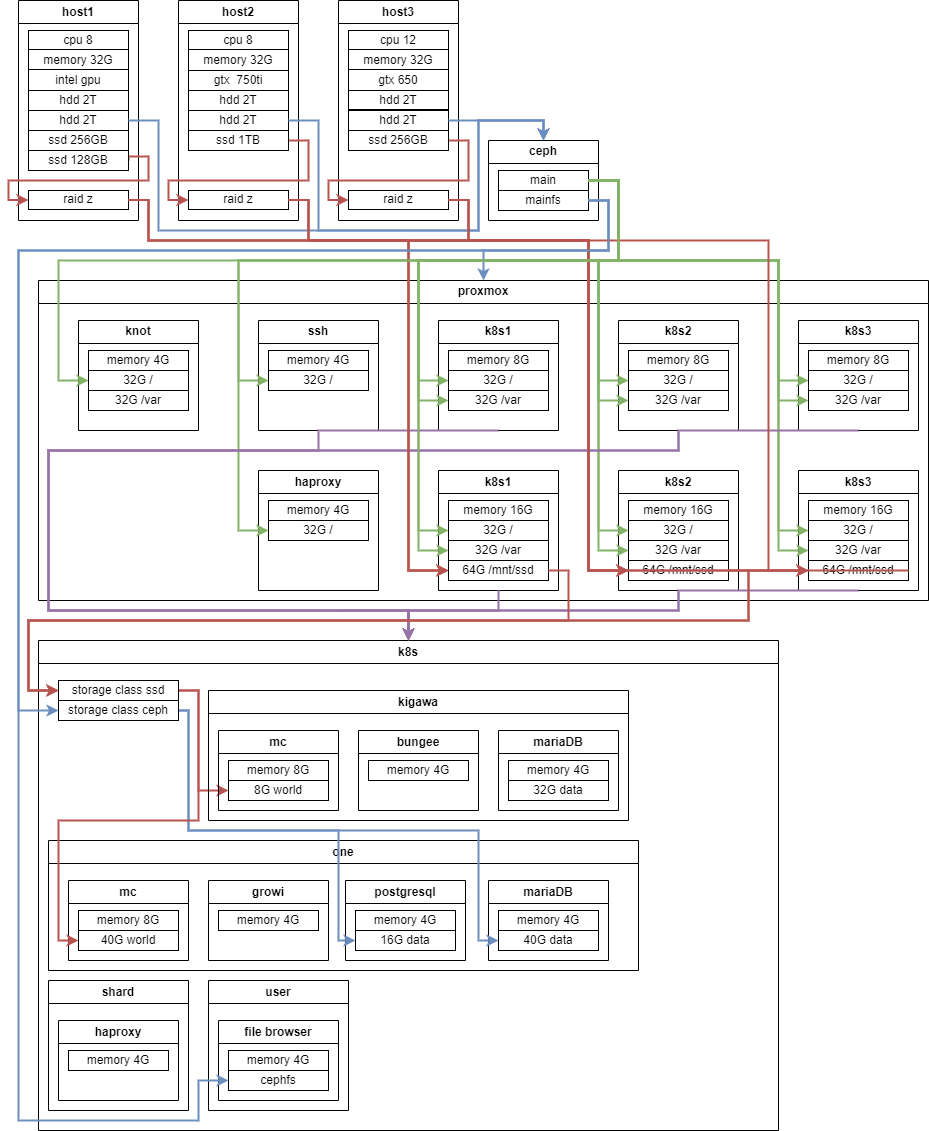 host1
cpu 8
memory 32G
intel gpu
hdd 2T
hdd 2T
ssd 256GB
ssd 128GB
raid z
host2
cpu 8
memory 32G
gtx 750ti
hdd 2T
hdd 2T
ssd 1TB
raid z
host3
cpu 12
memory 32G
gtx 650
hdd 2T
hdd 2T
ssd 256GB
raid z
ceph
main
mainfs
proxmox
knot
memory 4G
32G /
32G /var
ssh
memory 4G
32G /
k8s1
memory 8G
32G /
32G /var
k8s2
memory 8G
32G /
32G /var
k8s3
memory 8G
32G /
32G /var
haproxy
memory 4G
32G /
k8s1
memory 16G
32G /
32G /var
64G /mnt/ssd
k8s2
memory 16G
32G /
32G /var
64G /mnt/ssd
k8s3
memory 16G
32G /
32G /var
64G /mnt/ssd
k8s
storage class ssd
storage class ceph
kigawa
mc
memory 8G
8G world
bungee
memory 4G
mariaDB
memory 4G
32G data
one
mc
memory 8G
40G world
growi
memory 4G
postgresql
memory 4G
16G data
mariaDB
memory 4G
40G data
shard
haproxy
memory 4G
user
file browser
memory 4G
cephfs